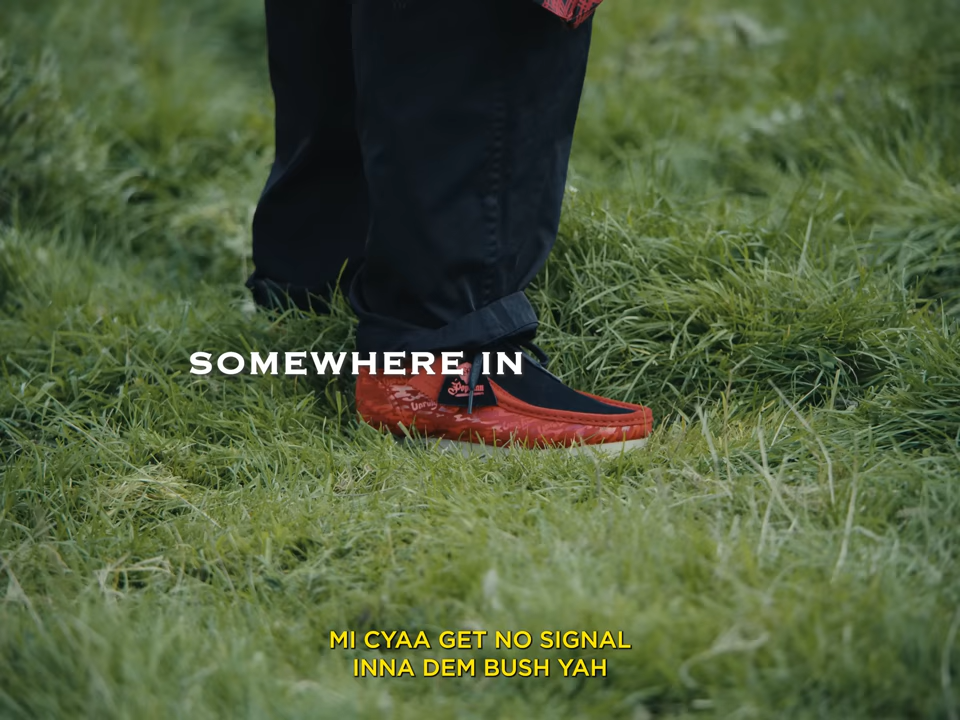 SOMEWHERE IN
MI CYAA GET NO SIGNAL
INNA DEM BUSH YAH